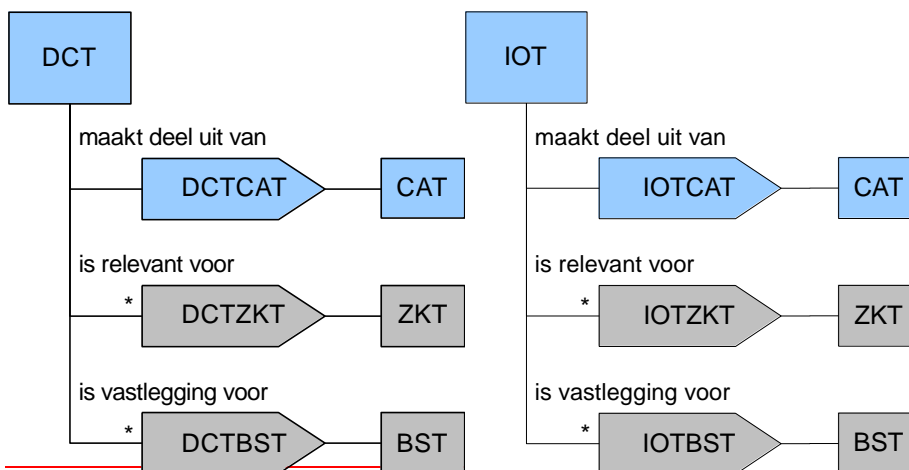 DCT
maakt deel uit van
DCTCAT
CAT
is relevant voor
*
DCTZKT
ZKT
is vastlegging voor
*
DCTBST
BST
IOT
maakt deel uit van
IOTCAT
CAT
is relevant voor
*
IOTZKT
ZKT
is vastlegging voor
*
IOTBST
BST